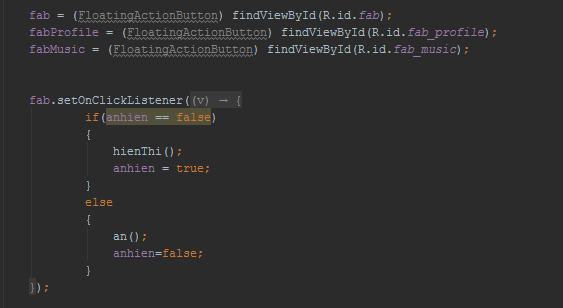 fab = (FloatingActionButton) findViewById(R.id.fab);
fabProfile = (FloatingActionButton) findViewById(R.id.fab_profile);
fabMusic = (FloatingActionButton) findViewById(R.id.fab_music);
fab.setOnClickListener((v) → {
if(anhien == false)
{
hienThi();
anhien = true;
}
else
{
an();
anhien=false;
}
});